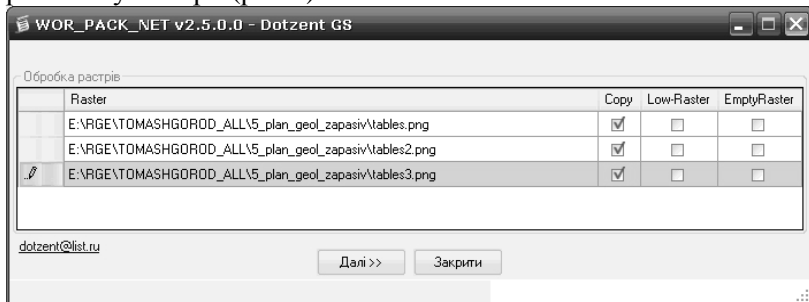 WOR_PACK_NET v2.5.0.0 - Dotzent GS
Обробка растрів
Raster Copy Low-Raster EmptyRaster
E:\RGE\TOMASHGOROD_ALL\5_plan_geol_zapasiv\tables.png
E:\RGE\TOMASHGOROD_ALL\5_plan_geol_zapasiv\tables2.png
E:\RGE\TOMASHGOROD_ALL\5_plan_geol_zapasiv\tables3.png
dotzent@list.ru
Далі >> Закрити